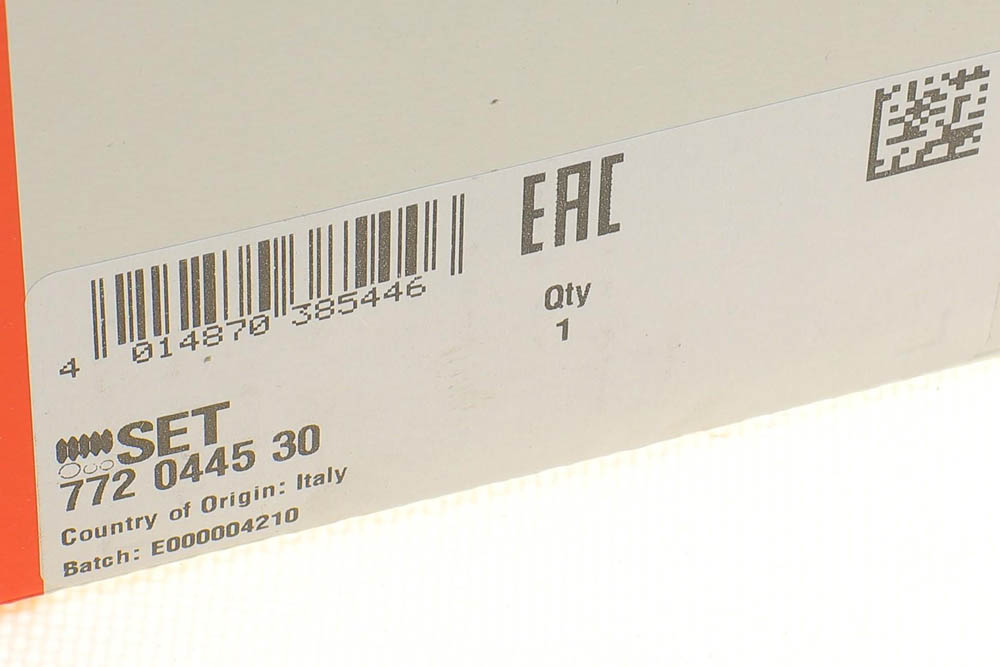 EAC
4 014870 385446
Qty
1
SET
772 0445 30
Country of Origin: Italy
Batch: E000004210